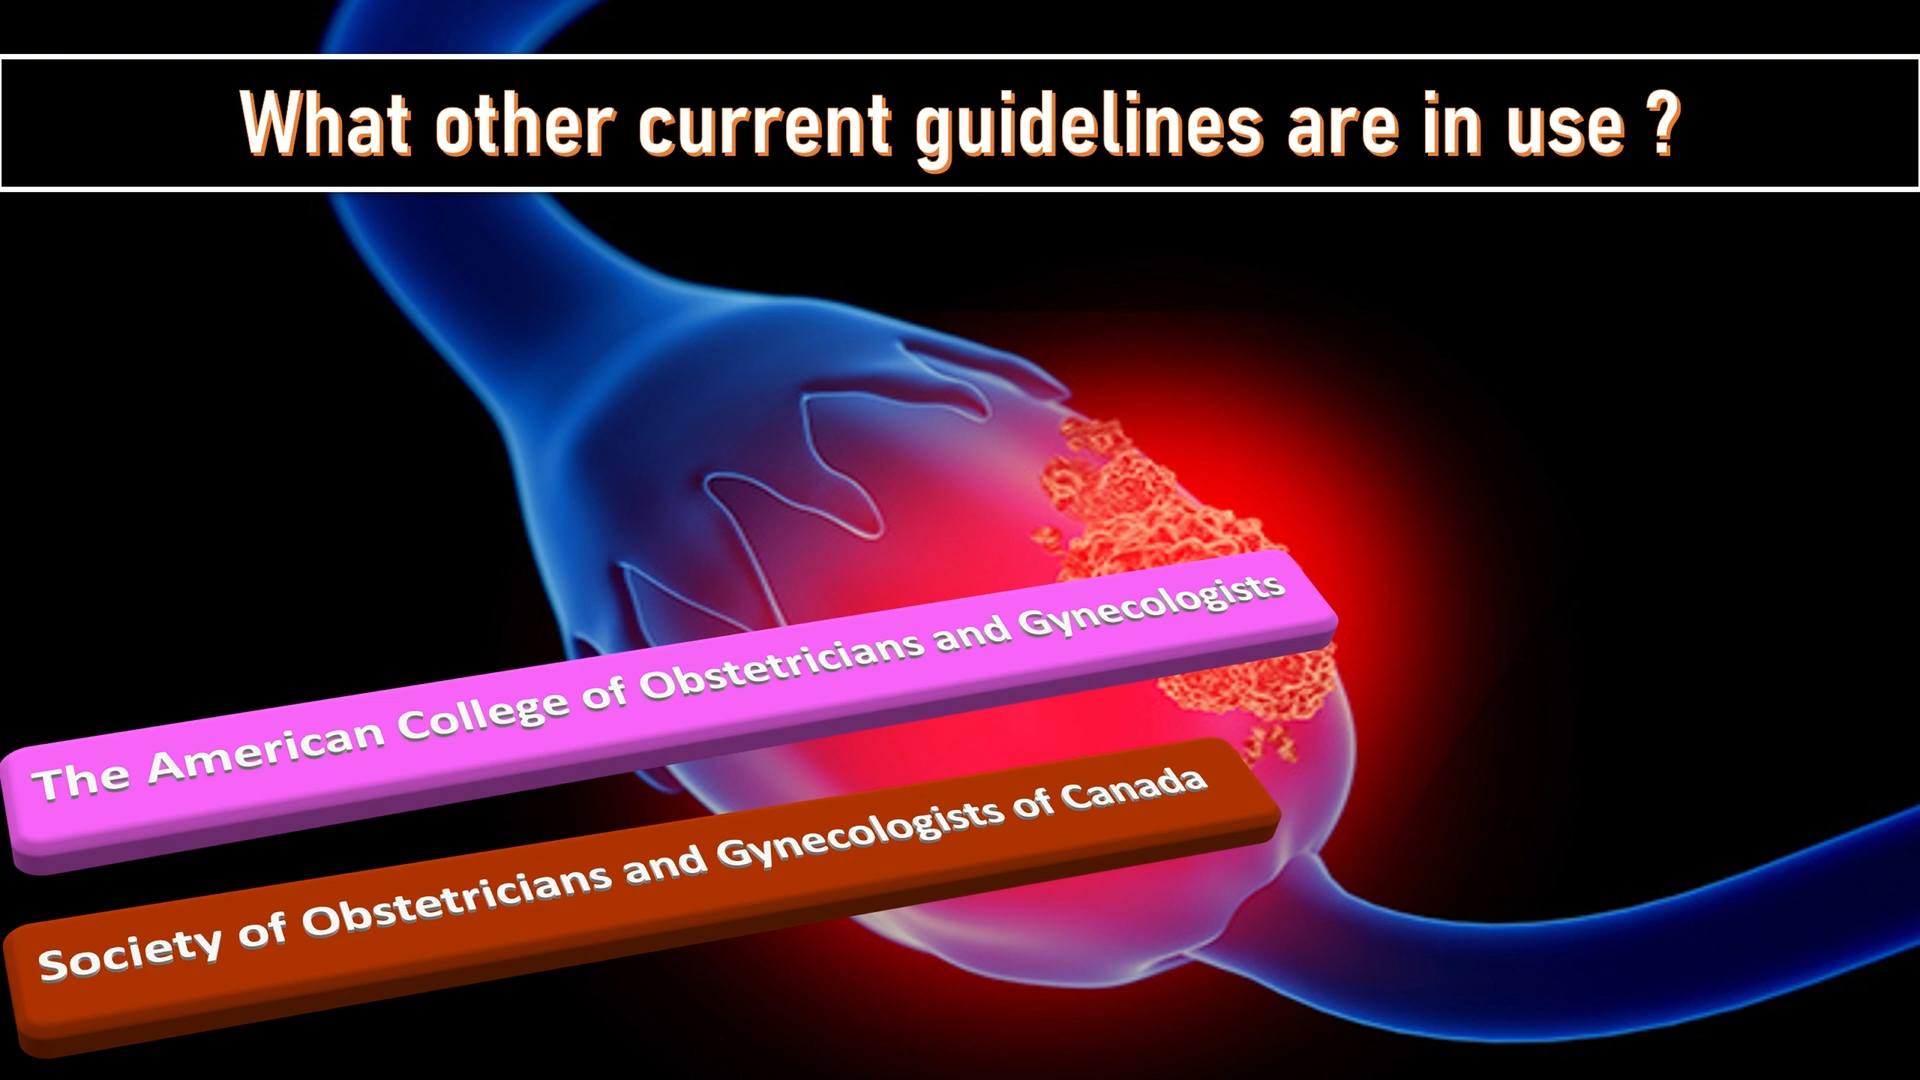 What other current guidelines are in use ?
The American College of Obstetricians and Gynecologists
Society of Obstetricians and Gynecologists of Canada